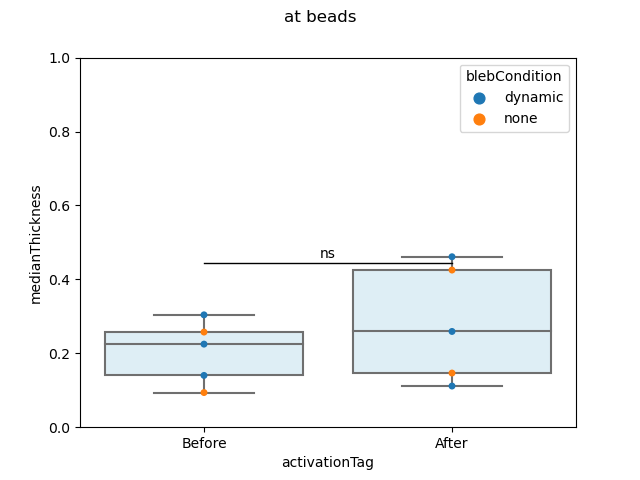 at beads
1.0
0.8
0.6
0.4
0.2
0.0
medianThickness
blebCondition
dynamic
none
ns
Before
After
activationTag